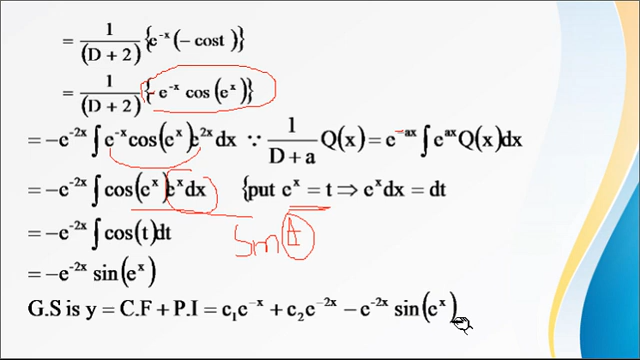 = 1/(D + 2) {e^-x (− cost)}
= 1/(D + 2) {e^-x cos (e^x)}
= −e^-2x ∫ e^-x cos(e^x) e^2x dx ∵ 1/(D + a) Q(x) = e^-ax ∫ e^ax Q(x)dx
= −e^-2x ∫ cos(e^x) e^x dx {put e^x = t ⇒ e^x dx = dt
= −e^-2x ∫ cos(t)dt
sin t
= −e^-2x sin(e^x)
G.S is y = C.F + P.I = c₁e^-x + c₂e^-2x − e^-2x sin(e^x)